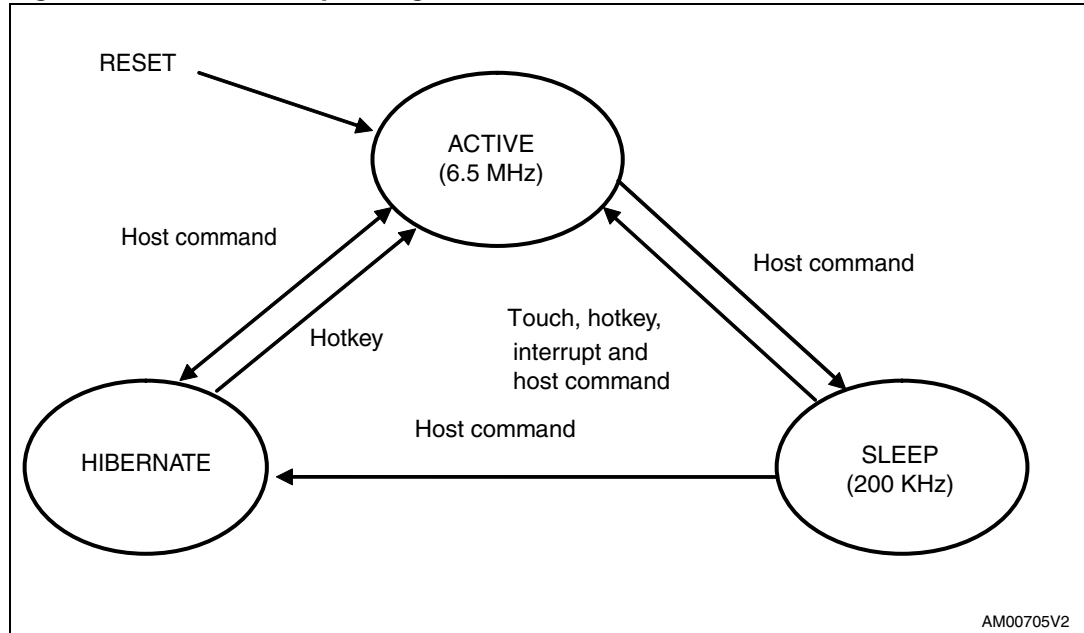 RESET
ACTIVE
(6.5 MHz)
Host command
Host command
Hotkey
Touch, hotkey,
interrupt and
host command
Host command
HIBERNATE
SLEEP
(200 KHz)
AM00705V2